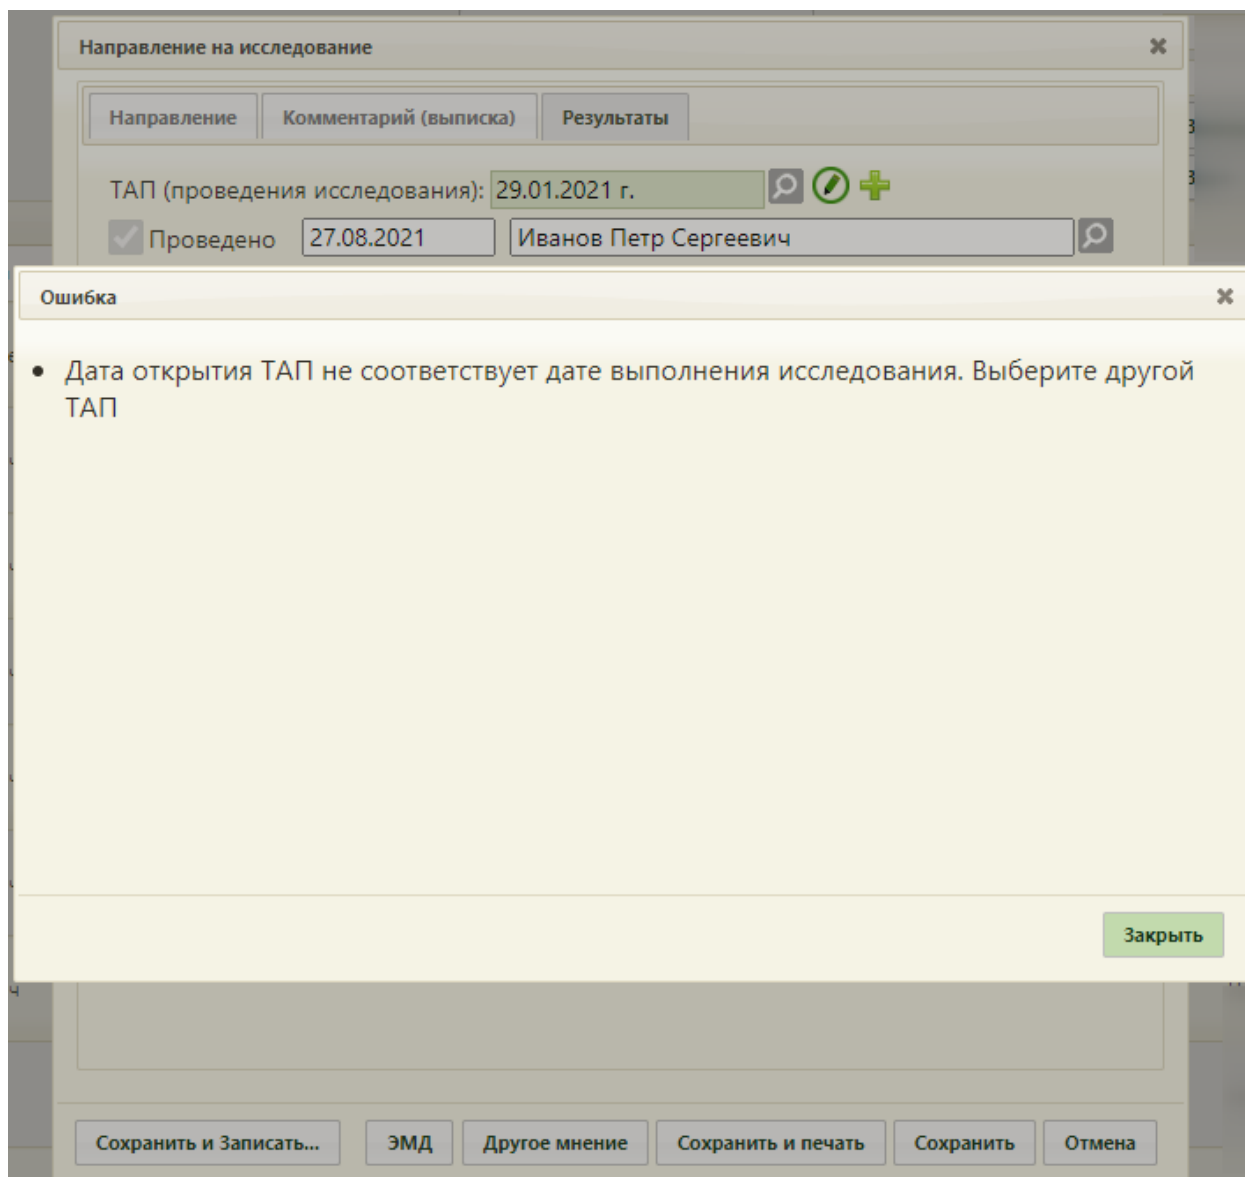 Направление на исследование
Направление Комментарий (выписка) Результаты
ТАП (проведения исследования): 29.01.2021 г.
Проведено 27.08.2021 Иванов Петр Сергеевич
Ошибка
Дата открытия ТАП не соответствует дате выполнения исследования. Выберите другой
ТАП
Закрыть
Сохранить и Записать... ЭМД Другое мнение Сохранить и печать Сохранить Отмена